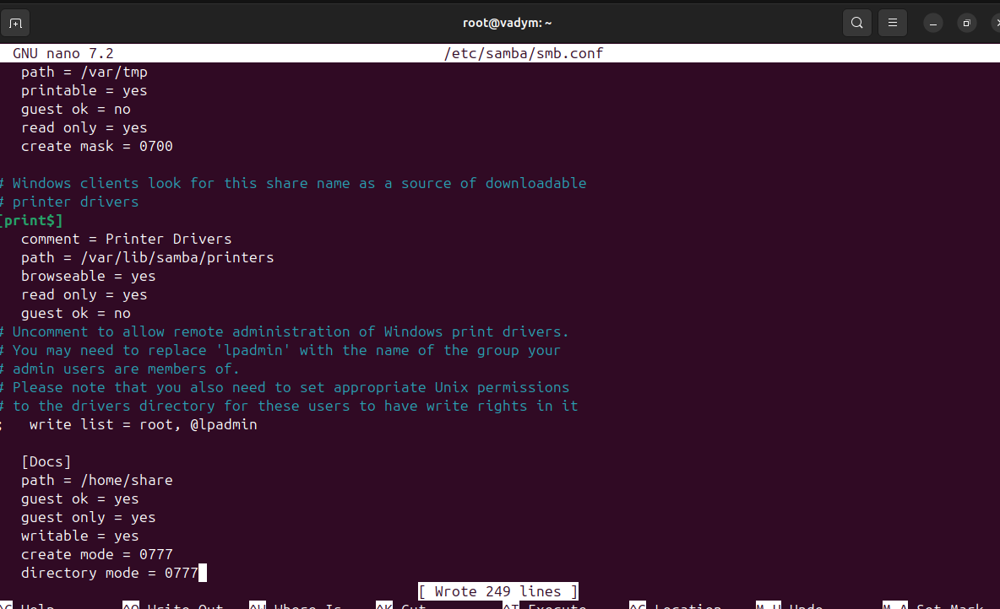 root@vadym: ~
GNU nano 7.2 /etc/samba/smb.conf
path = /var/tmp
printable = yes
guest ok = no
read only = yes
create mask = 0700
# Windows clients look for this share name as a source of downloadable
# printer drivers
[print$]
comment = Printer Drivers
path = /var/lib/samba/printers
browseable = yes
read only = yes
guest ok = no
# Uncomment to allow remote administration of Windows print drivers.
# You may need to replace 'lpadmin' with the name of the group your
# admin users are members of.
# Please note that you also need to set appropriate Unix permissions
# to the drivers directory for these users to have write rights in it
; write list = root, @lpadmin
[Docs]
path = /home/share
guest ok = yes
guest only = yes
writable = yes
create mode = 0777
directory mode = 0777
[ Wrote 249 lines ]
^G Help ^O Write Out ^W Where Is ^K Cut ^T Execute ^C Location M-U Undo M-A Set Mark